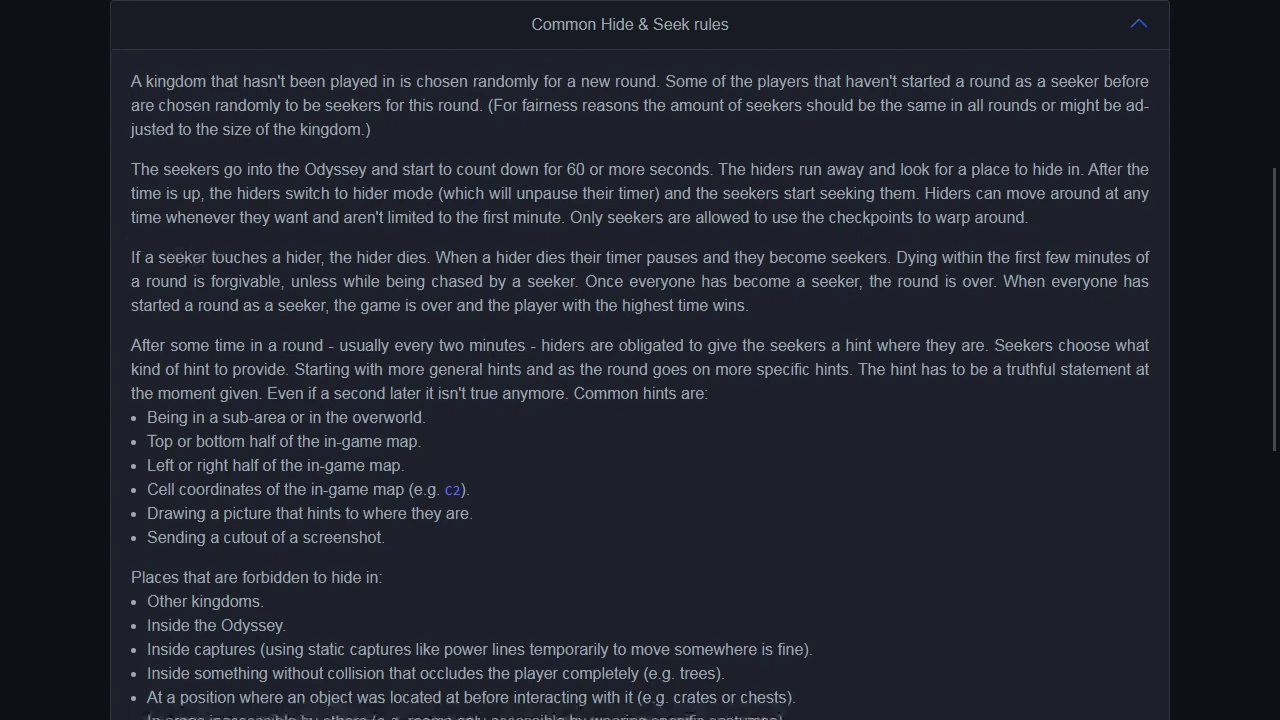 Common Hide & Seek rules
A kingdom that hasn't been played in is chosen randomly for a new round. Some of the players that haven't started a round as a seeker before
are chosen randomly to be seekers for this round. (For fairness reasons the amount of seekers should be the same in all rounds or might be ad-
justed to the size of the kingdom.)
The seekers go into the Odyssey and start to count down for 60 or more seconds. The hiders run away and look for a place to hide in. After the
time is up, the hiders switch to hider mode (which will unpause their timer) and the seekers start seeking them. Hiders can move around at any
time whenever they want and aren't limited to the first minute. Only seekers are allowed to use the checkpoints to warp around.
If a seeker touches a hider, the hider dies. When a hider dies their timer pauses and they become seekers. Dying within the first few minutes of
a round is forgivable, unless while being chased by a seeker. Once everyone has become a seeker, the round is over. When everyone has
started a round as a seeker, the game is over and the player with the highest time wins.
After some time in a round - usually every two minutes - hiders are obligated to give the seekers a hint where they are. Seekers choose what
kind of hint to provide. Starting with more general hints and as the round goes on more specific hints. The hint has to be a truthful statement at
the moment given. Even if a second later it isn't true anymore. Common hints are:
• Being in a sub-area or in the overworld.
• Top or bottom half of the in-game map.
• Left or right half of the in-game map.
• Cell coordinates of the in-game map (e.g. C2).
• Drawing a picture that hints to where they are.
• Sending a cutout of a screenshot.
Places that are forbidden to hide in:
• Other kingdoms.
• Inside the Odyssey.
• Inside captures (using static captures like power lines temporarily to move somewhere is fine).
• Inside something without collision that occludes the player completely (e.g. trees).
• At a position where an object was located at before interacting with it (e.g. crates or chests).